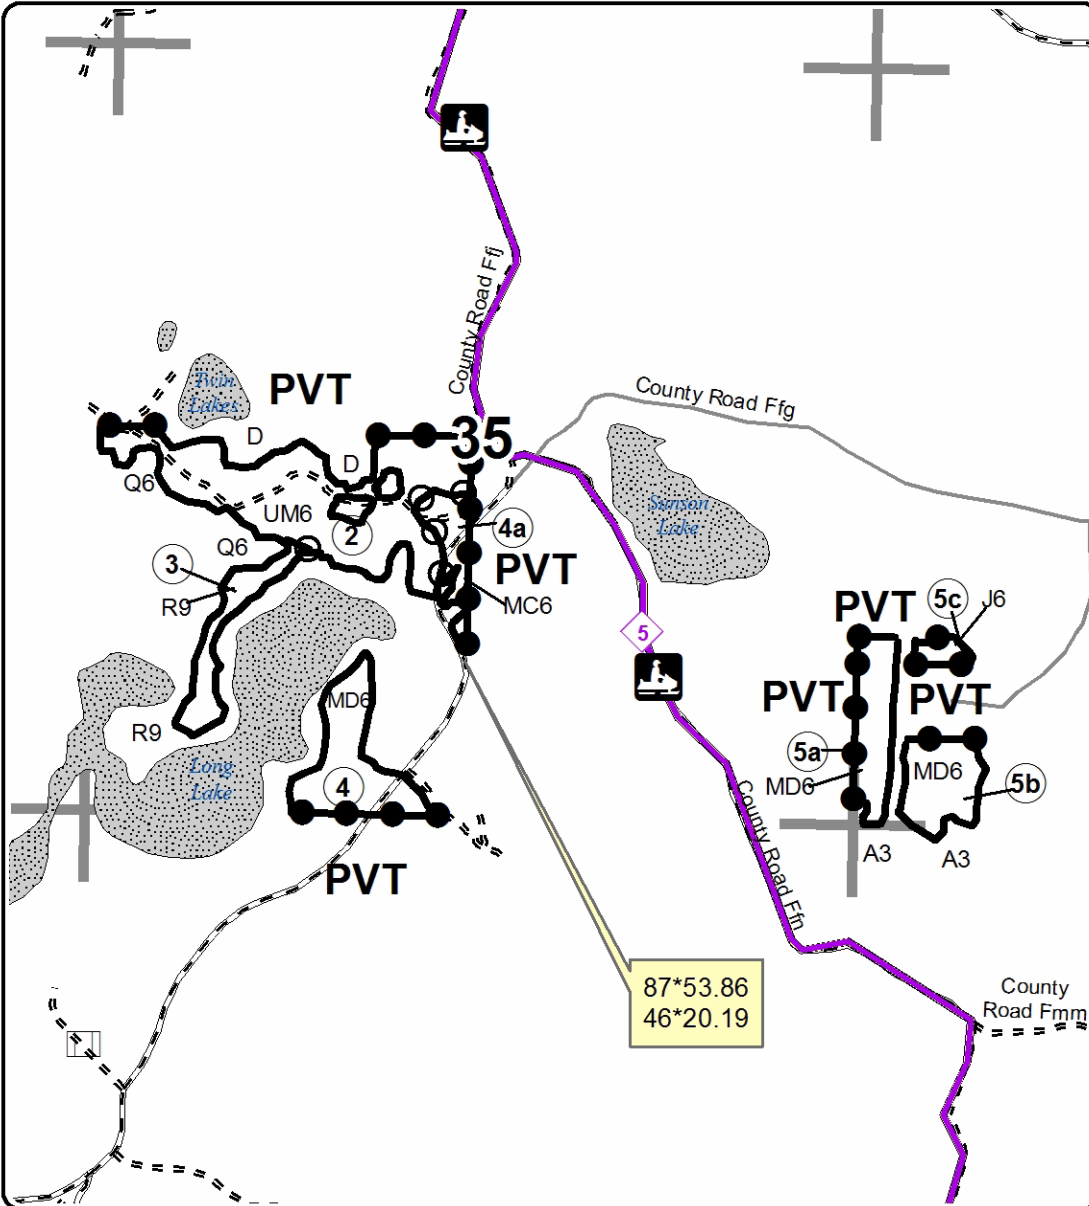 County Road Ffj
Twin
Lakes
PVT
County Road Ffg
D
35
D
Q6
Sunson
Lake
UM6
2
4a
Q6
3
PVT
R9
MC6
PVT
5c
J6
5
MD6
PVT
PVT
R9
5a
Long
Lake
4
MD6
MD6
5b
County Road Ffn
A3
A3
PVT
87*53.86
46*20.19
County
Road Fmm